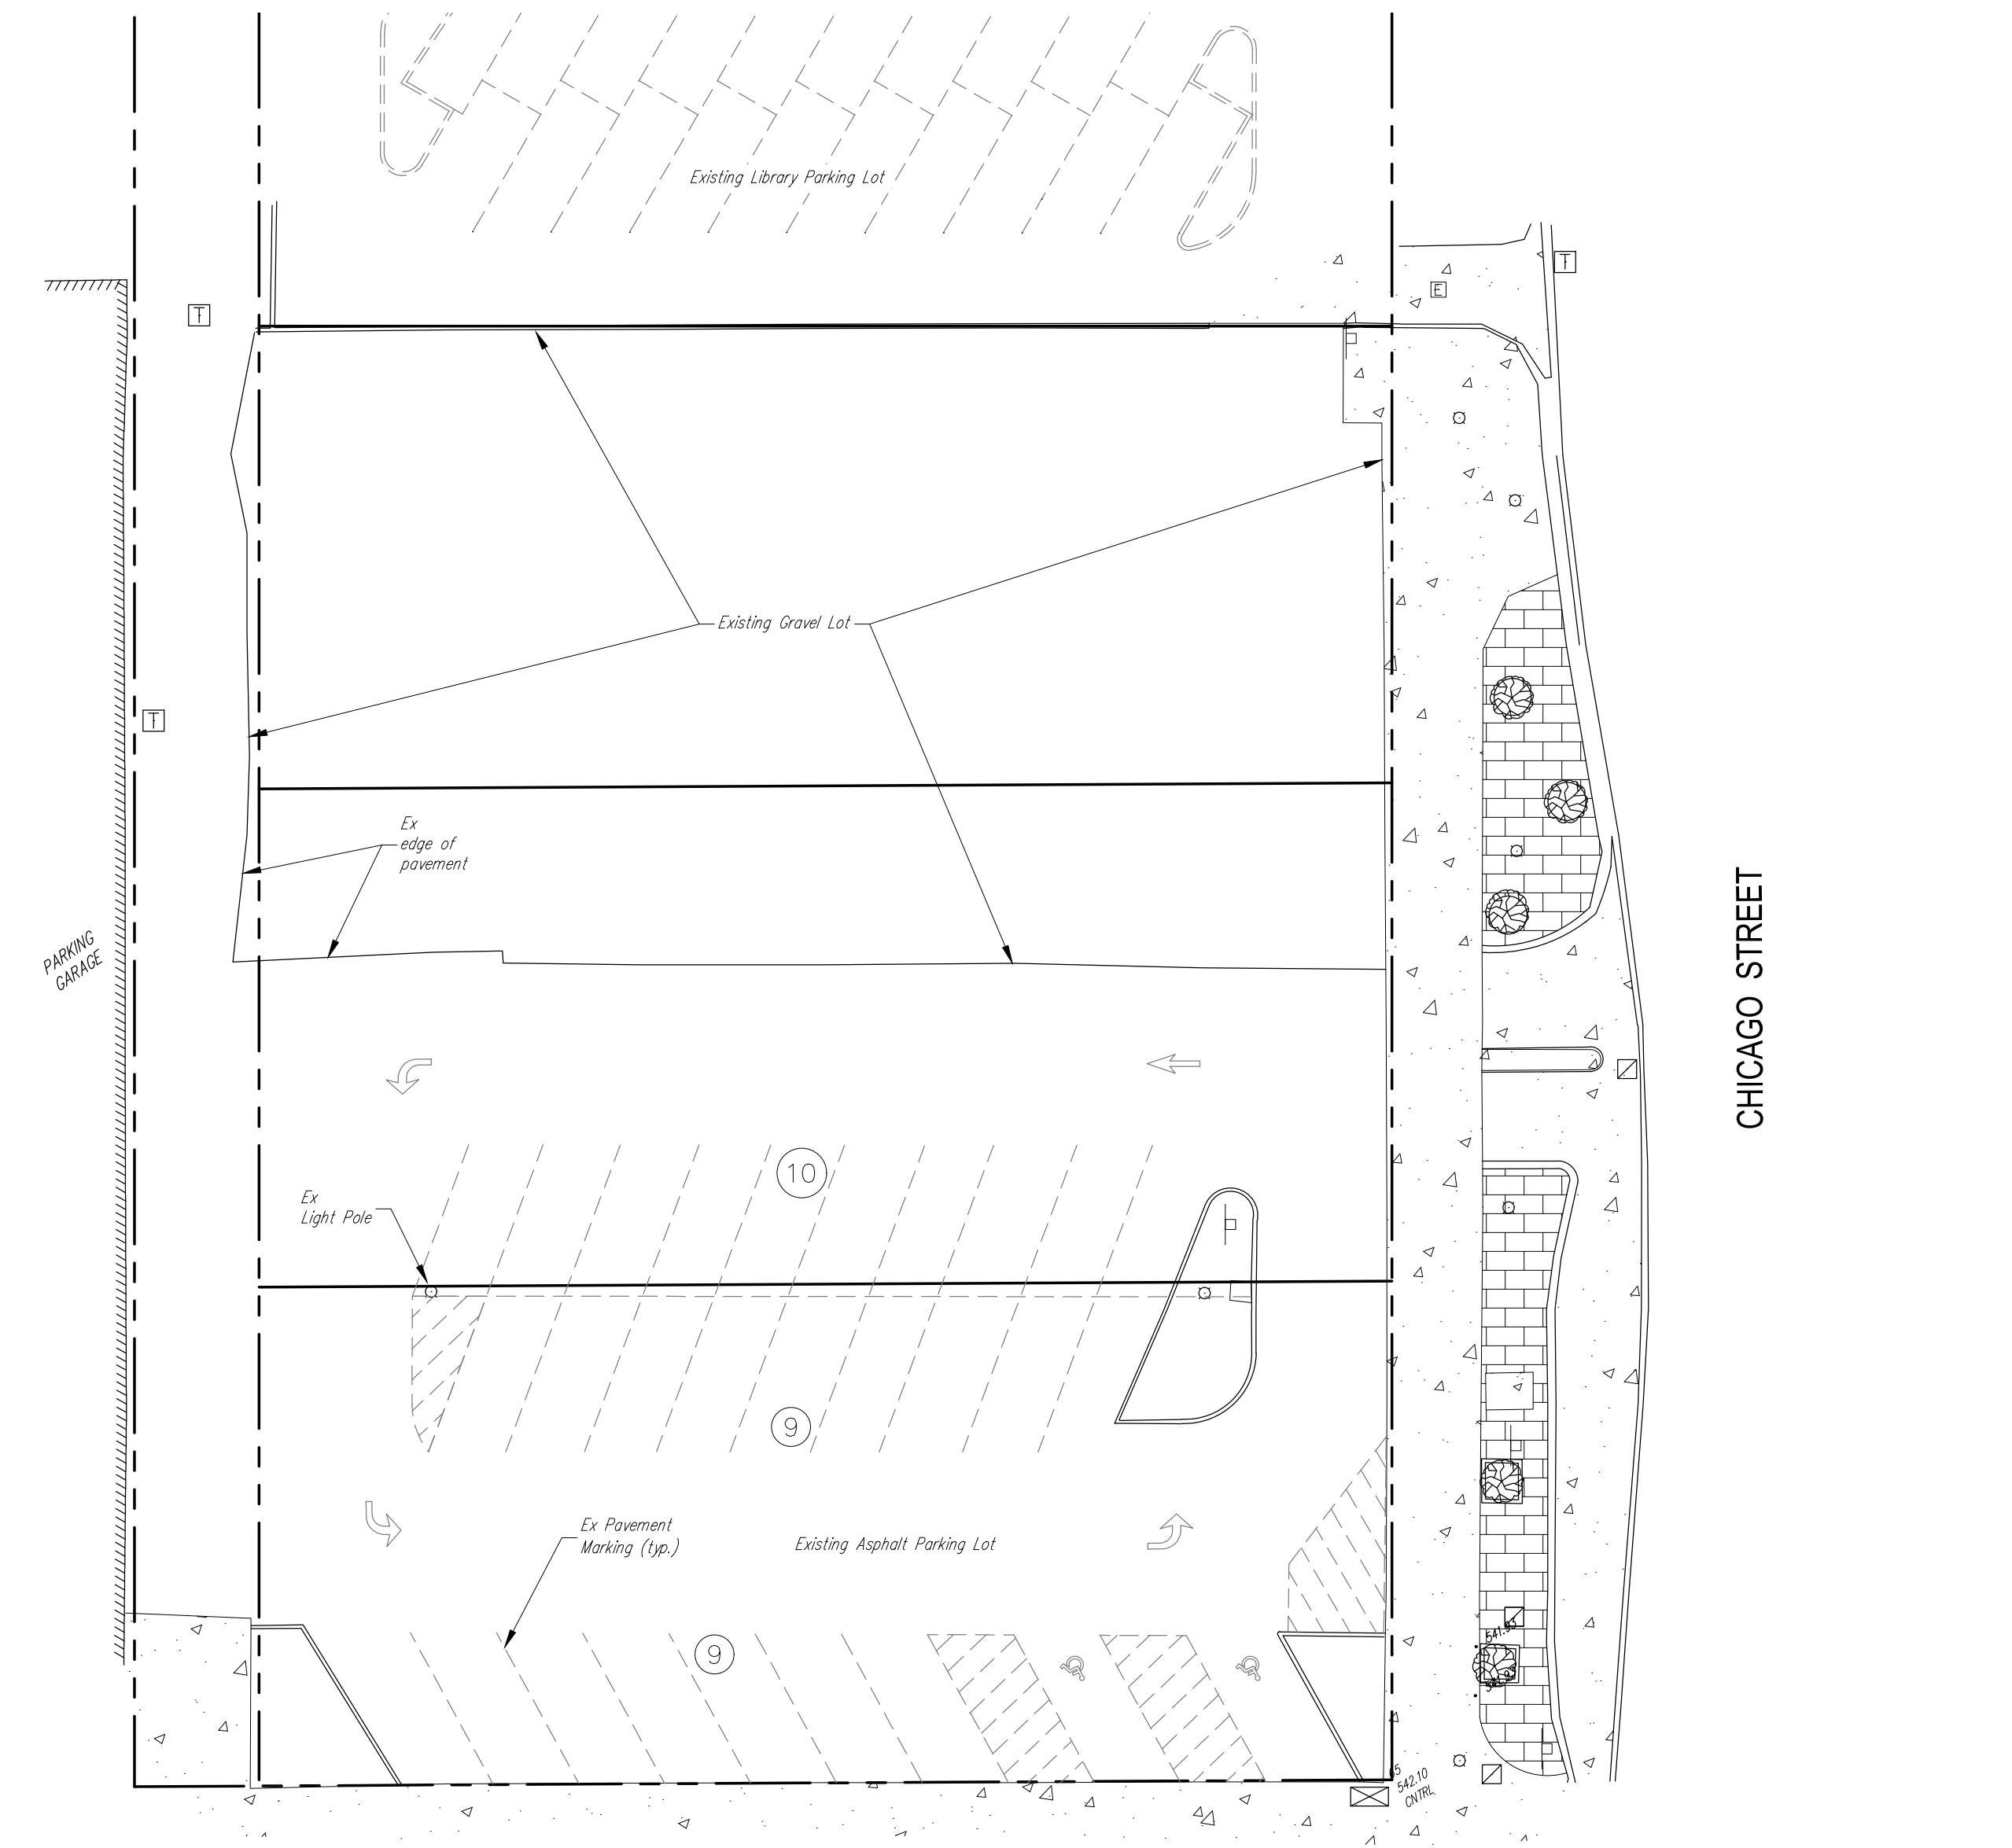 Existing Library Parking Lot
T
E
T
Existing Gravel Lot
T
Ex
edge of
pavement
PARKING
GARAGE
CHICAGO STREET
10
Ex
Light Pole
9
Ex Pavement
Marking (typ.)
Existing Asphalt Parking Lot
9
542.10
CNTRL